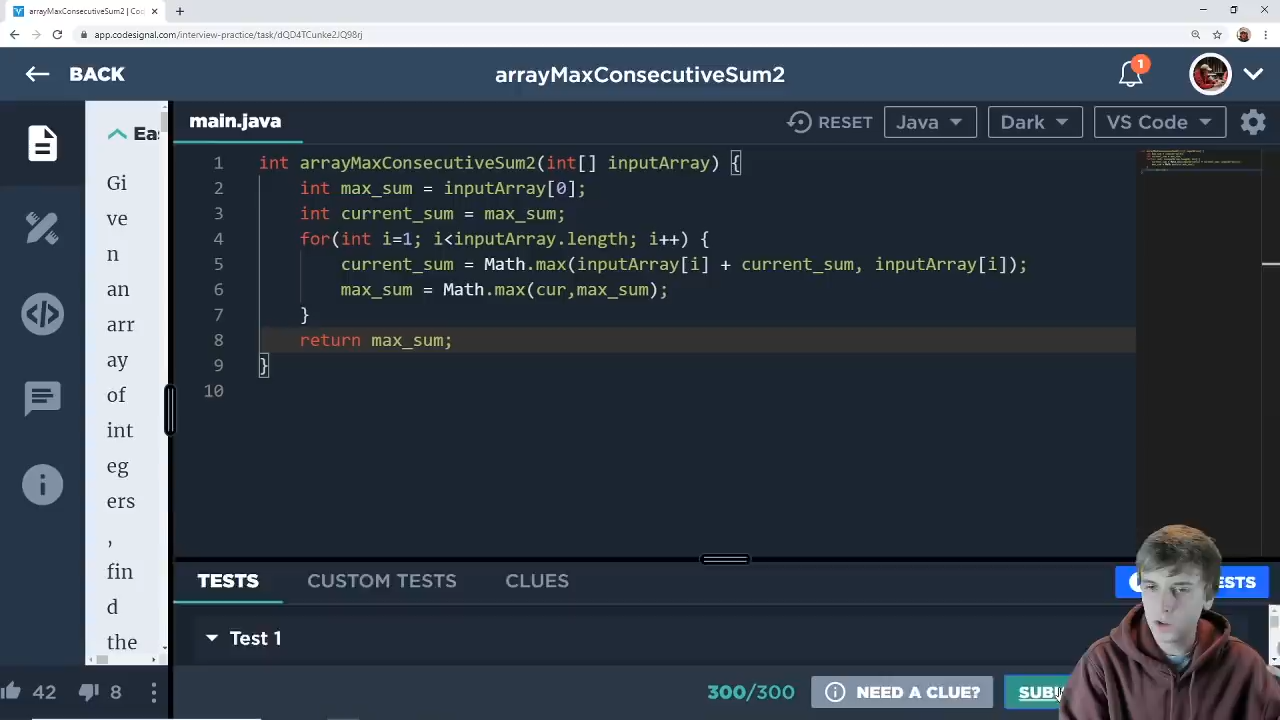 arrayMaxConsecutiveSum2 | Cod
app.codesignal.com/interview-practice/task/dQD4TCunke2JQ98rj
BACK
arrayMaxConsecutiveSum2
1
Eas
Gi
ve
n
an
arr
ay
of
int
eg
ers
,
fin
d
the
main.java
RESET
Java
Dark
VS Code
1 int arrayMaxConsecutiveSum2(int[] inputArray) {
2 int max_sum = inputArray[0];
3 int current_sum = max_sum;
4 for(int i=1; i<inputArray.length; i++) {
5 current_sum = Math.max(inputArray[i] + current_sum, inputArray[i]);
6 max_sum = Math.max(cur,max_sum);
7 }
8 return max_sum;
9 }
10
TESTS
CUSTOM TESTS
CLUES
ESTS
Test 1
42
8
300/300
NEED A CLUE?
SUB